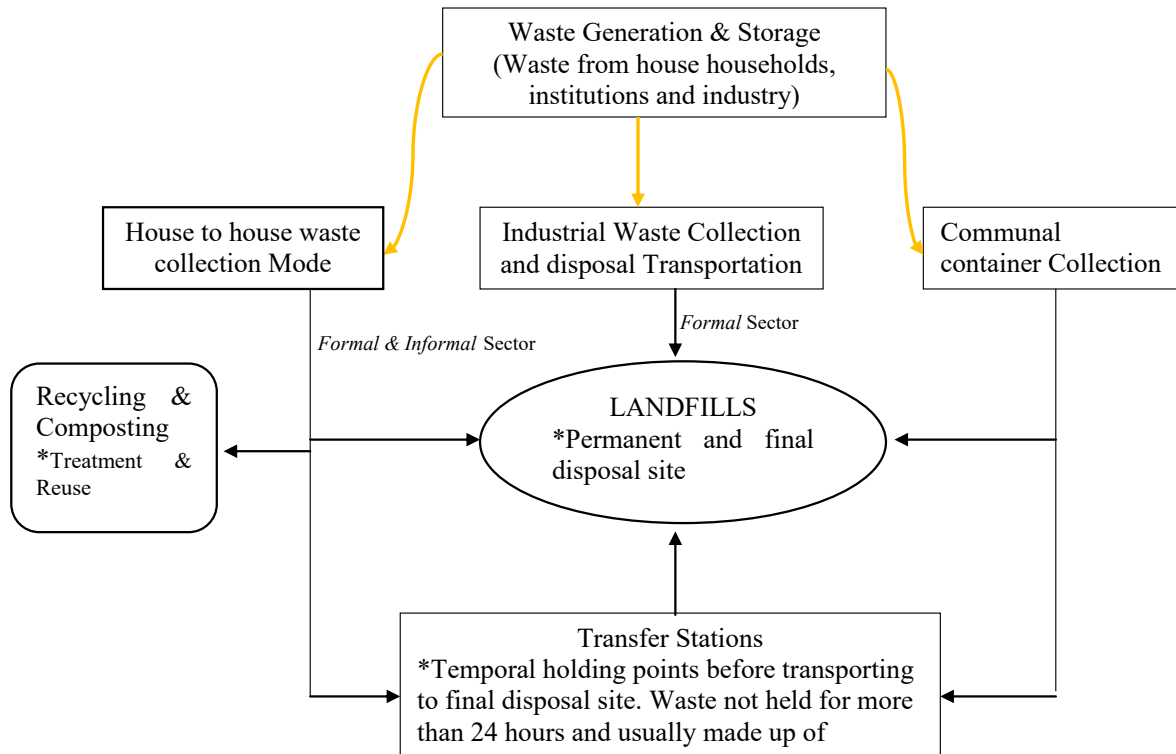 Waste Generation & Storage
(Waste from house households,
institutions and industry)
House to house waste
collection Mode
Industrial Waste Collection
and disposal Transportation
Communal
container Collection
Formal & Informal Sector
Formal Sector
Recycling &
Composting
*Treatment &
Reuse
LANDFILLS
*Permanent and final
disposal site
Transfer Stations
*Temporal holding points before transporting
to final disposal site. Waste not held for more
than 24 hours and usually made up of